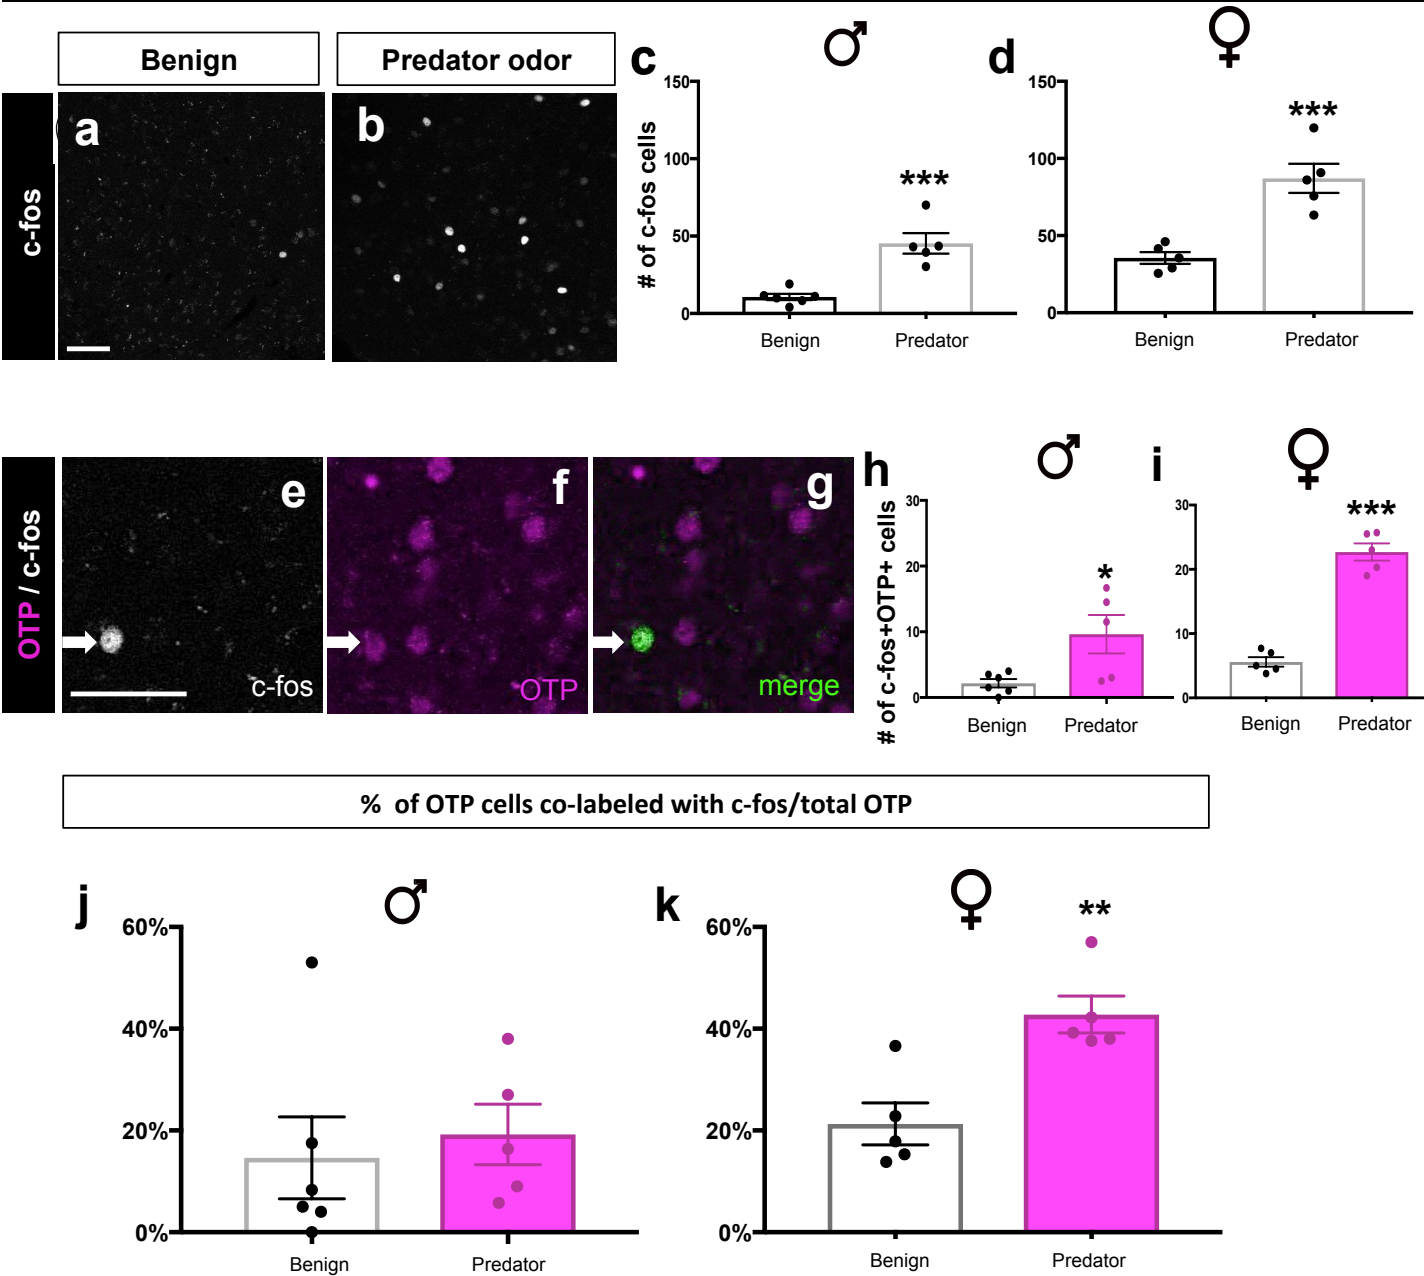 Benign
Predator odor
c-fos
a
b
c
♂
# of c-fos cells
150
100
50
0
***
Benign
Predator
d
♀
150
100
50
0
***
Benign
Predator
OTP / c-fos
e
c-fos
f
OTP
g
merge
h
♂
# of c-fos+OTP+ cells
30
20
10
0
*
Benign
Predator
i
♀
30
20
10
0
***
Benign
Predator
% of OTP cells co-labeled with c-fos/total OTP
j
♂
60%
40%
20%
0%
Benign
Predator
k
♀
60%
40%
20%
0%
**
Benign
Predator